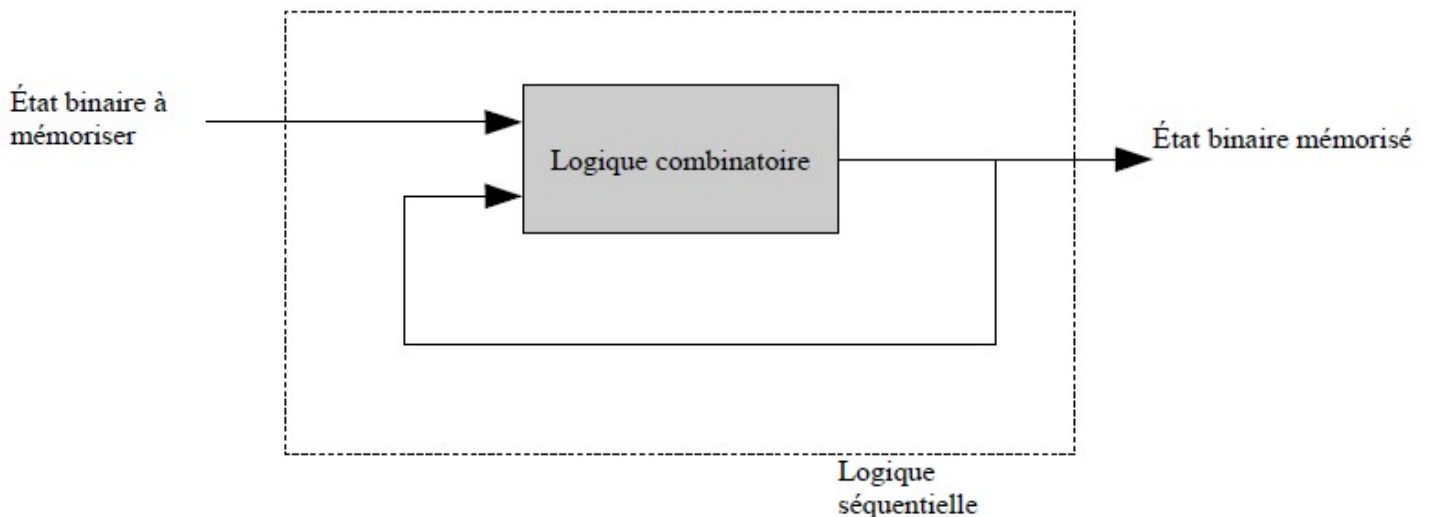 État binaire à
mémoriser
Logique combinatoire
État binaire mémorisé
Logique
séquentielle